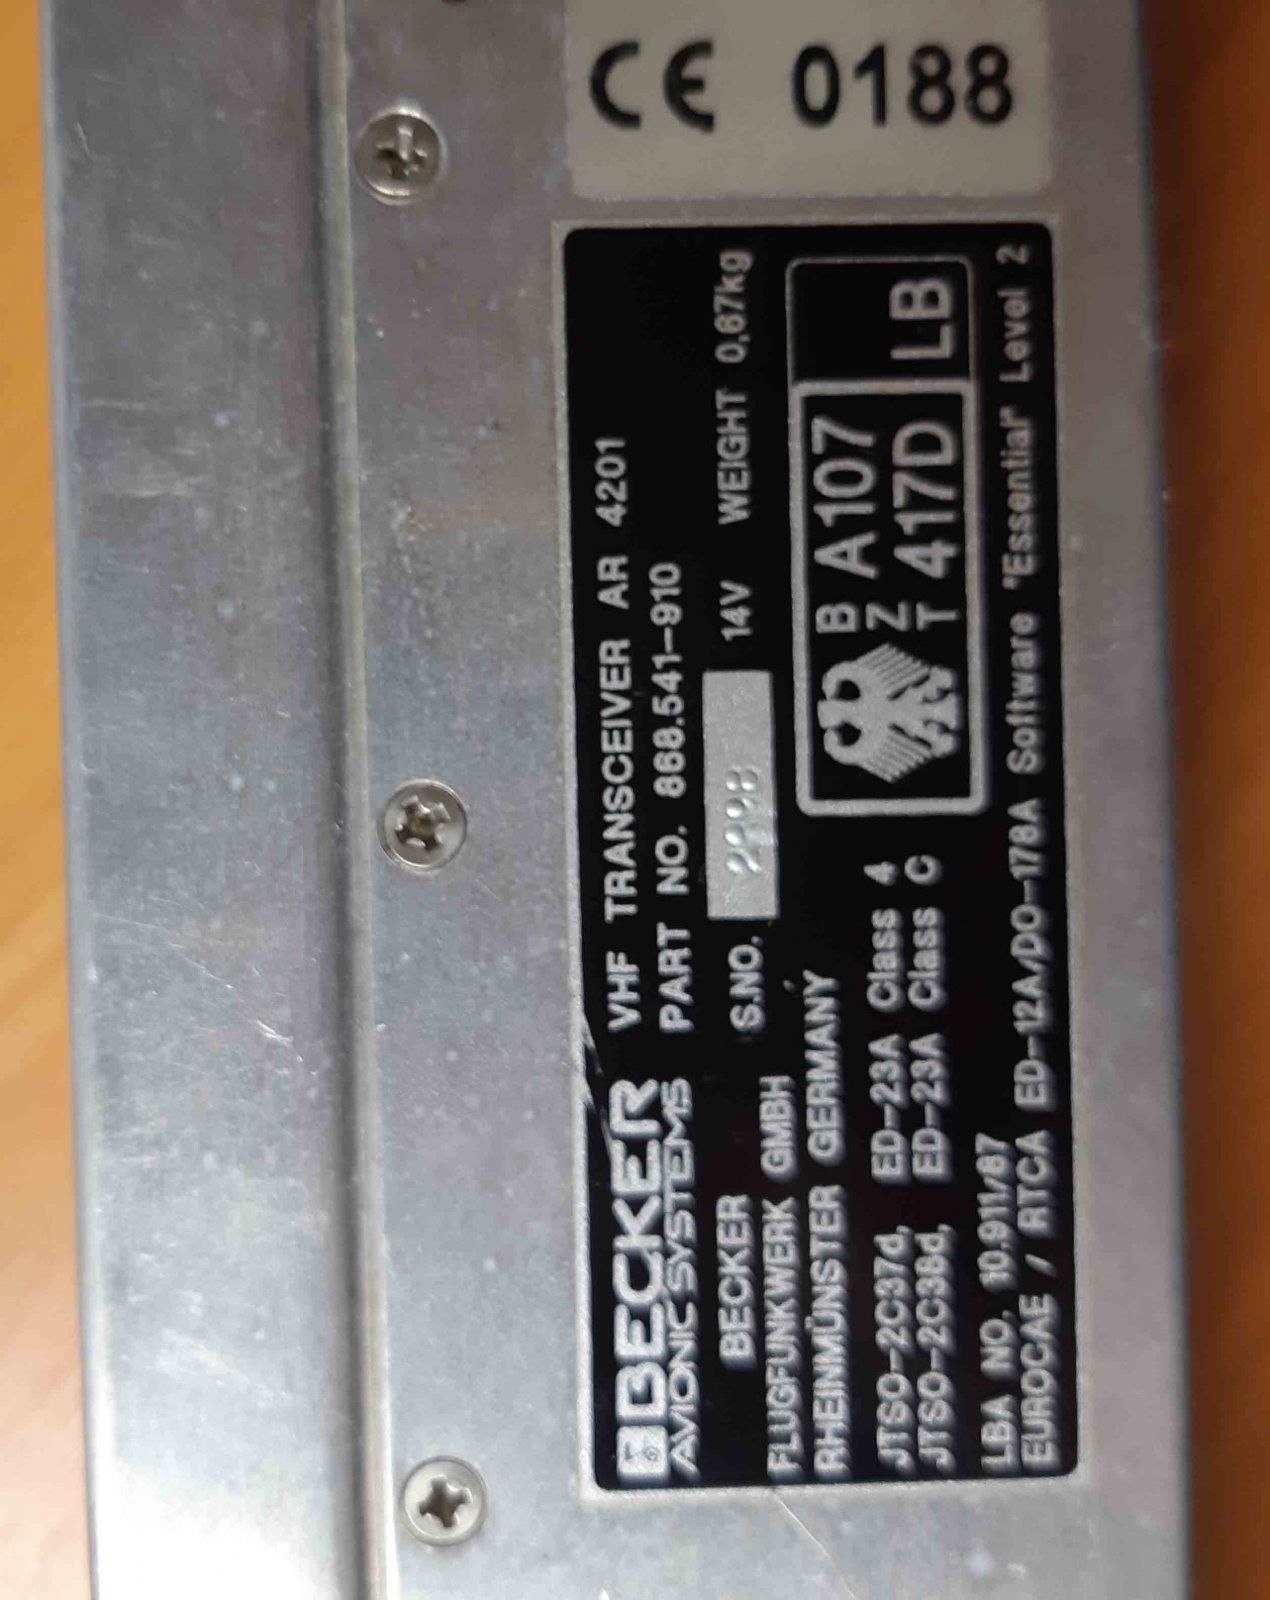 CE 0188
BECKER
AVIONIC SYSTEMS
VHF TRANSCEIVER AR 4201
PART NO. 868.541-910
BECKER
FLUGFUNKWERK GMBH
RHEINMÜNSTER GERMANY
S.NO. 14V WEIGHT 0,67kg
JTSO-2C37d, ED-23A Class 4
JTSO-2C38d, ED-23A Class C
BZT A107 417D LB
LBA NO. 10.911/87
EUROCAE / RTCA ED-12A/DO-178A Software "Essential" Level 2